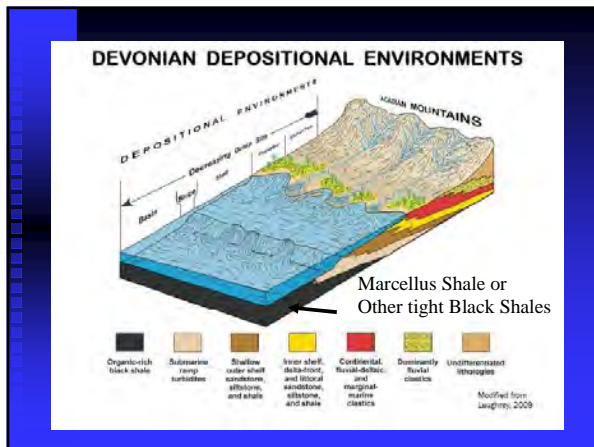 DEVONIAN DEPOSITIONAL ENVIRONMENTS
DEPOSITIONAL ENVIRONMENTS
ACADIAN MOUNTAINS
Decreasing Grain Size
Basin
Slope
Shelf
Marcellus Shale or
Other tight Black Shales
Organic-rich
black shale
Submarine
ramp
turbidites
Shallow
outer shelf
sandstone,
siltstone,
and shale
Inner shelf,
delta-front,
and littoral
sandstone,
siltstone,
and shale
Continental,
fluvial-deltaic,
and
marginal-
marine
clastics
Dominantly
fluvial
clastics
Undifferentiated
lithologies
Modified from
Laughrey, 2009